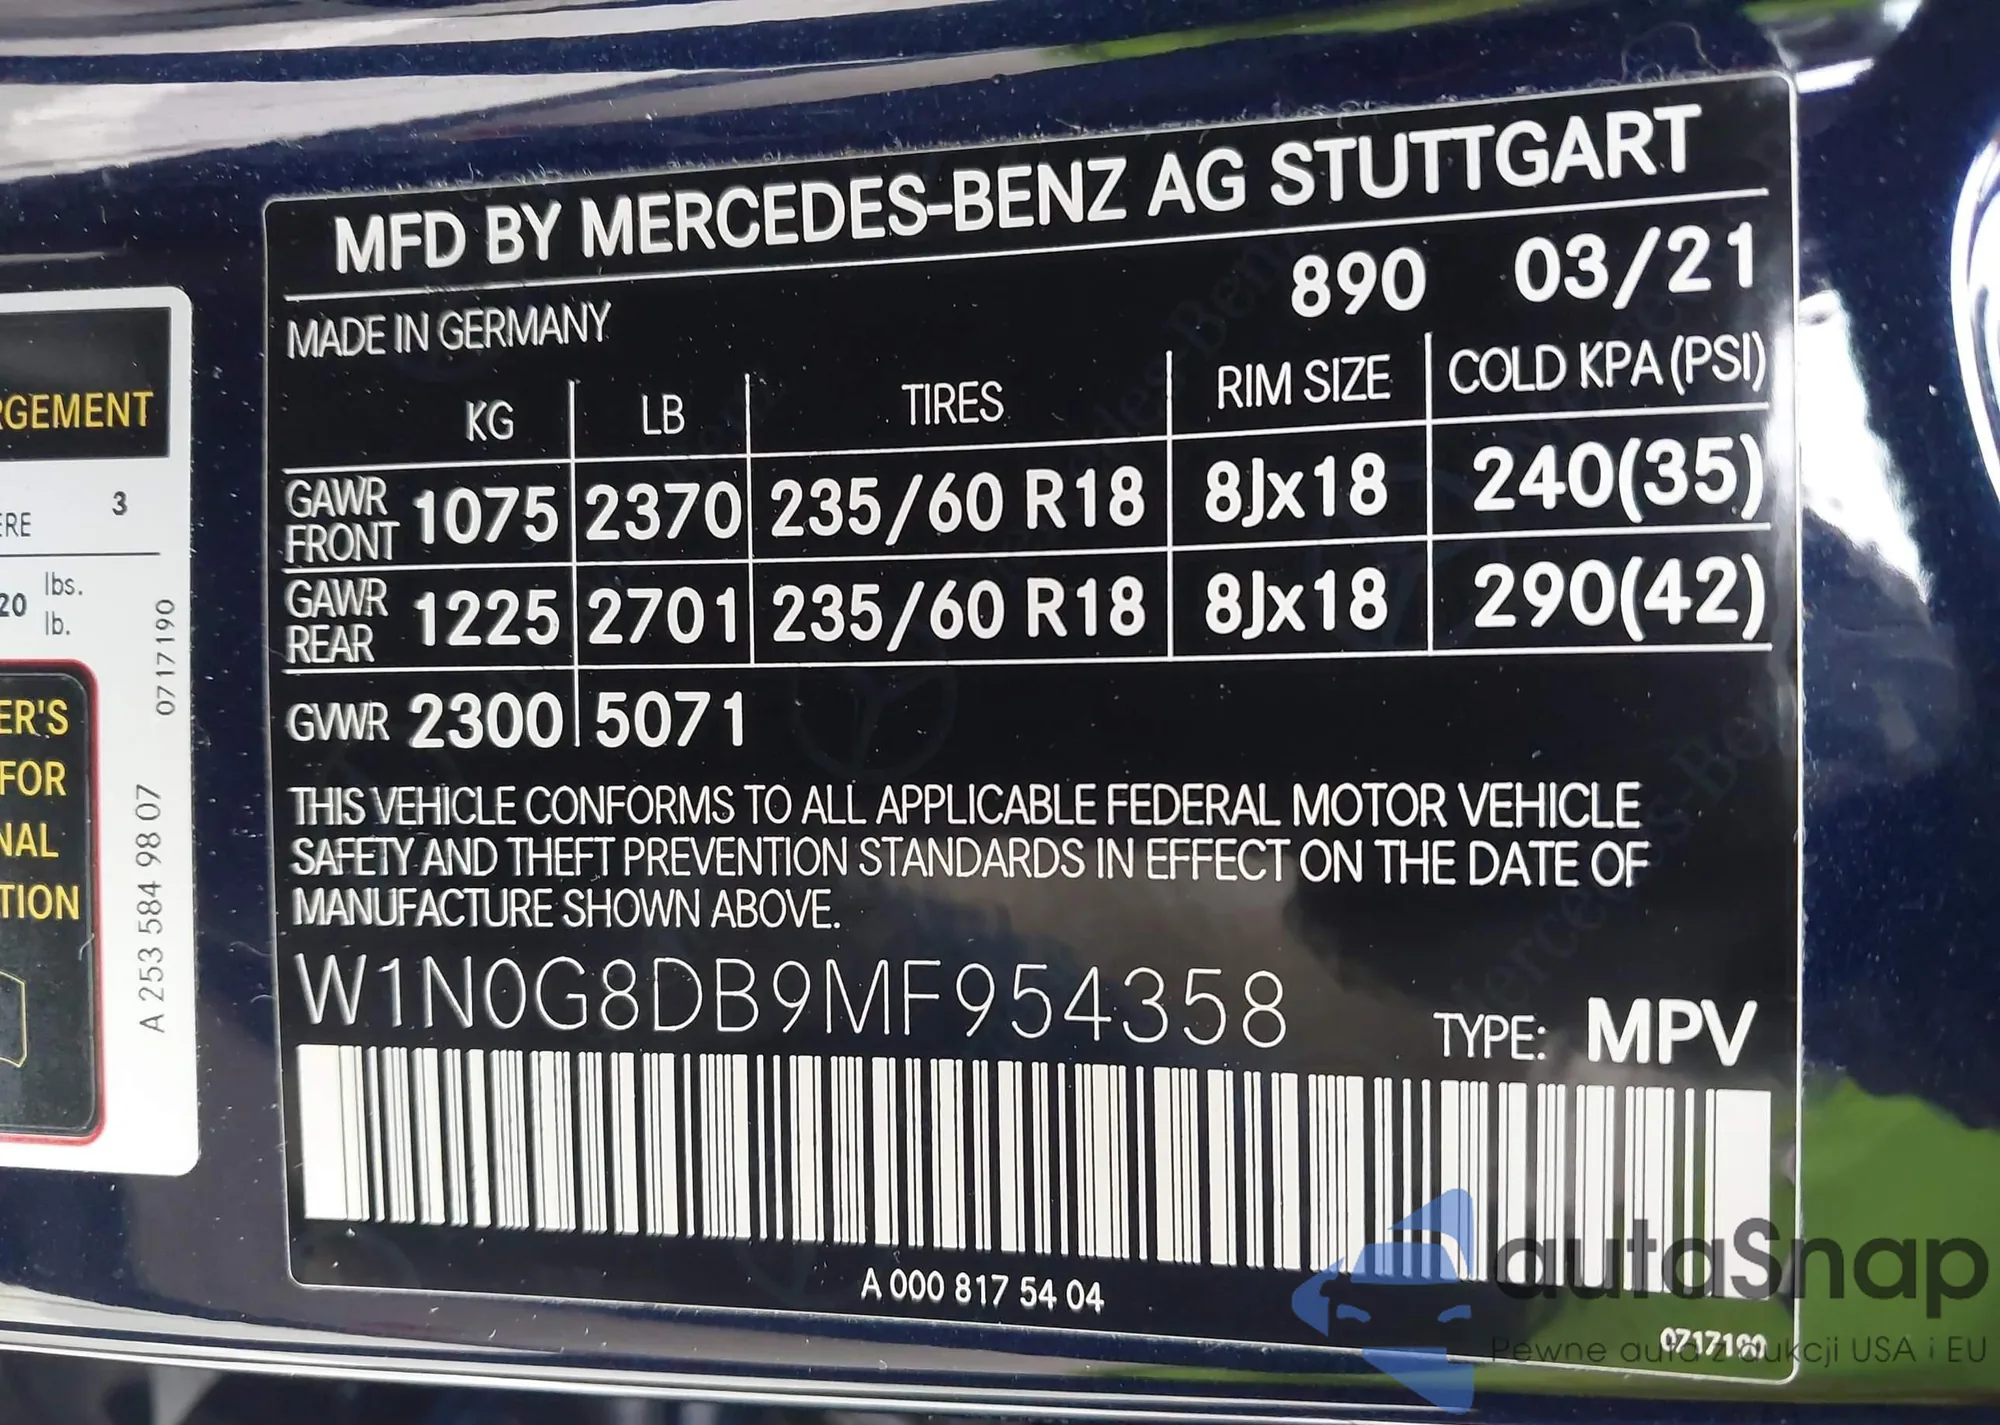 MFD BY MERCEDES-BENZ AG STUTTGART
MADE IN GERMANY 890 03/21
KG LB TIRES RIM SIZE COLD KPA (PSI)
GAWR FRONT 1075 2370 235/60 R18 8Jx18 240(35)
GAWR REAR 1225 2701 235/60 R18 8Jx18 290(42)
GVWR 2300 5071
THIS VEHICLE CONFORMS TO ALL APPLICABLE FEDERAL MOTOR VEHICLE
SAFETY AND THEFT PREVENTION STANDARDS IN EFFECT ON THE DATE OF
MANUFACTURE SHOWN ABOVE.
W1N0G8DB9MF954358
TYPE: MPV
A 000 817 54 04
0717190
RGEMENT
ERE 3
20 lbs.
lb.
0717190
ER'S
FOR
NAL
TION
A 253 584 98 07
autaSnap
Pewne auta z aukcji USA i EU